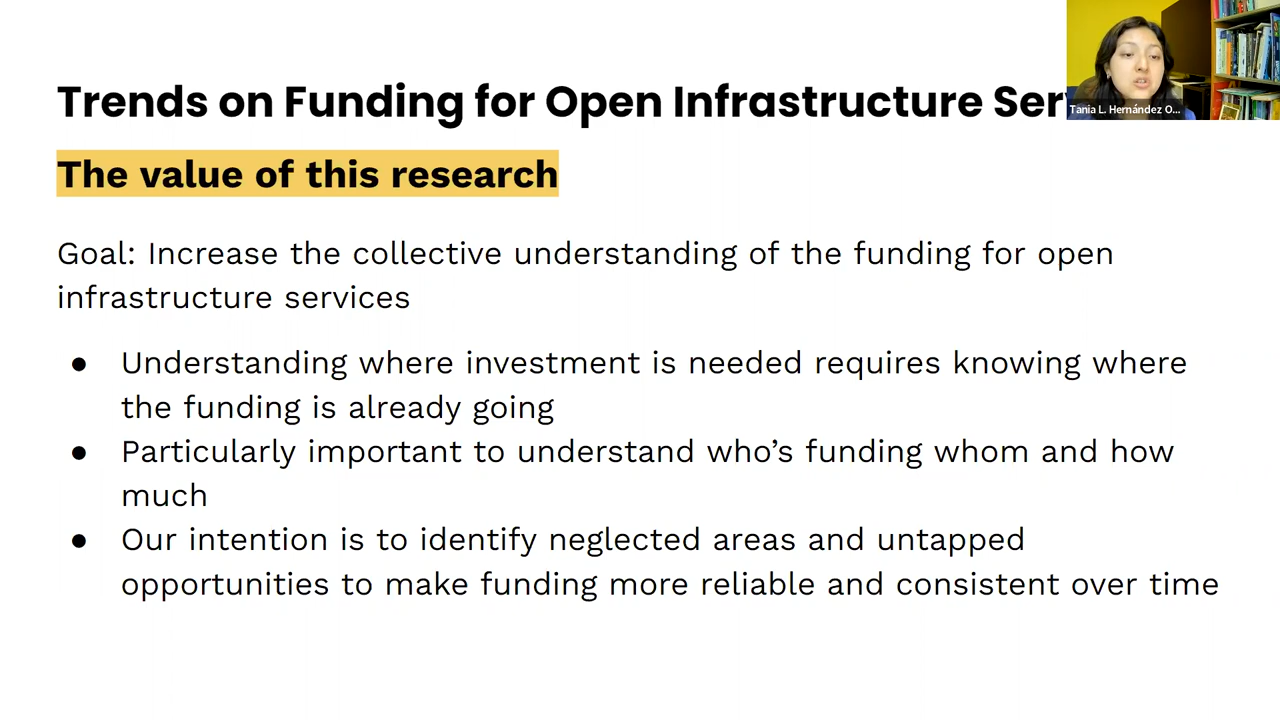 Trends on Funding for Open Infrastructure
Tania L. Hernández O...
The value of this research
Goal: Increase the collective understanding of the funding for open
infrastructure services
● Understanding where investment is needed requires knowing where
the funding is already going
● Particularly important to understand who’s funding whom and how
much
● Our intention is to identify neglected areas and untapped
opportunities to make funding more reliable and consistent over time